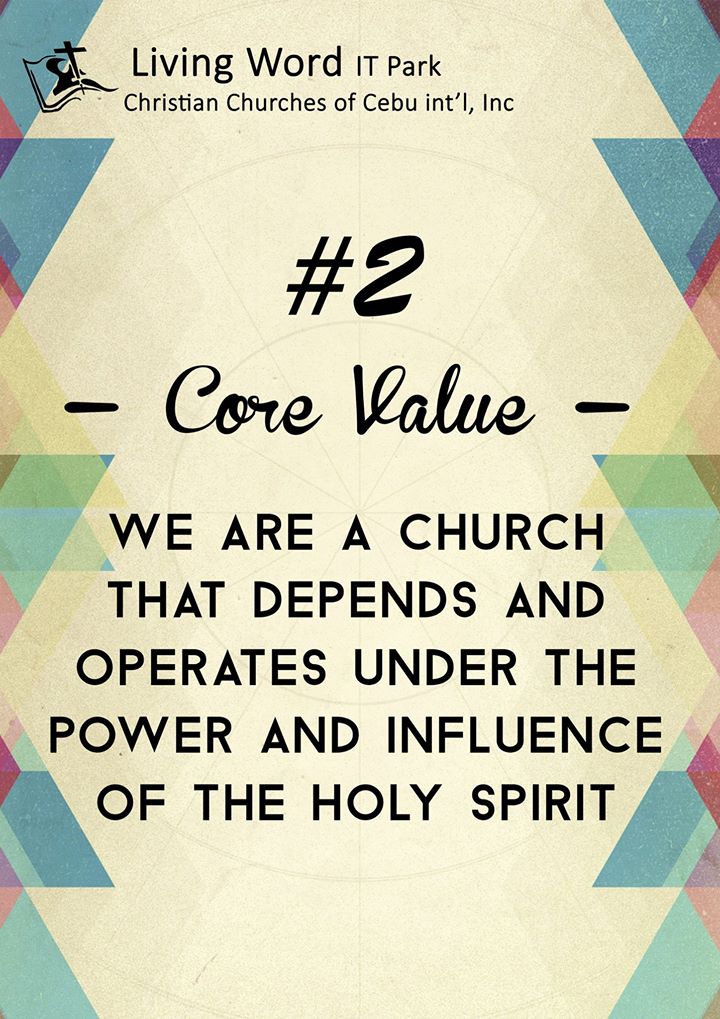 Living Word IT Park
Christian Churches of Cebu int'l, Inc
#2
– Core Value –
WE ARE A CHURCH
THAT DEPENDS AND
OPERATES UNDER THE
POWER AND INFLUENCE
OF THE HOLY SPIRIT